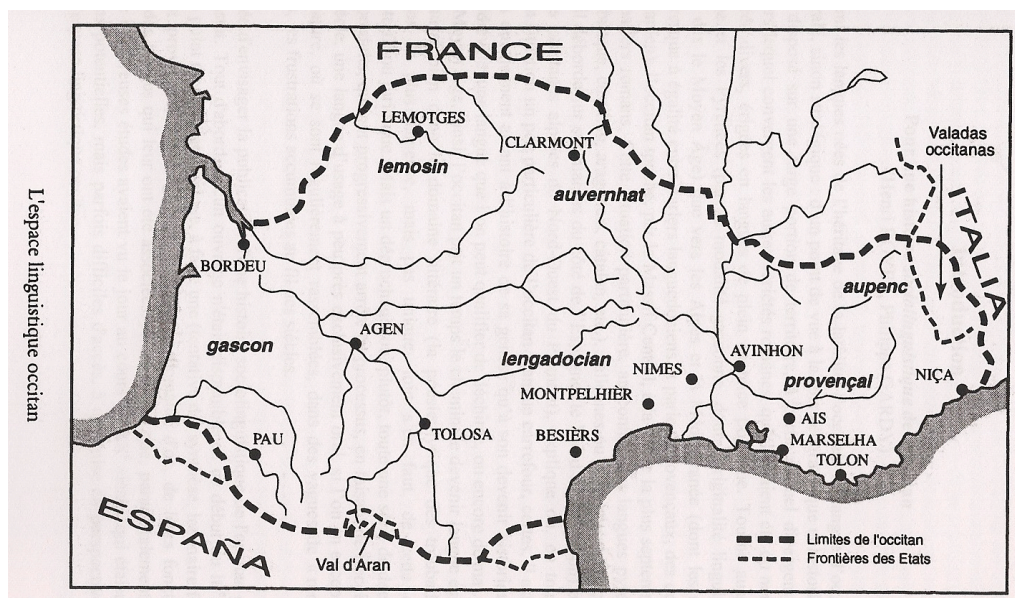 L'espace linguistique occitan
FRANCE
LEMOTGES
lemosin
CLARMONT
auvernhat
Valadas
occitanas
ITALIA
BORDEU
aupenc
gascon
AGEN
lengadocian
AVINHON
NIMES
provençal
NIÇA
MONTPELHIÈR
AIS
PAU
TOLOSA
BESIÈRS
MARSELHA
TOLON
ESPAÑA
Val d'Aran
Limites de l'occitan
Frontières des Etats